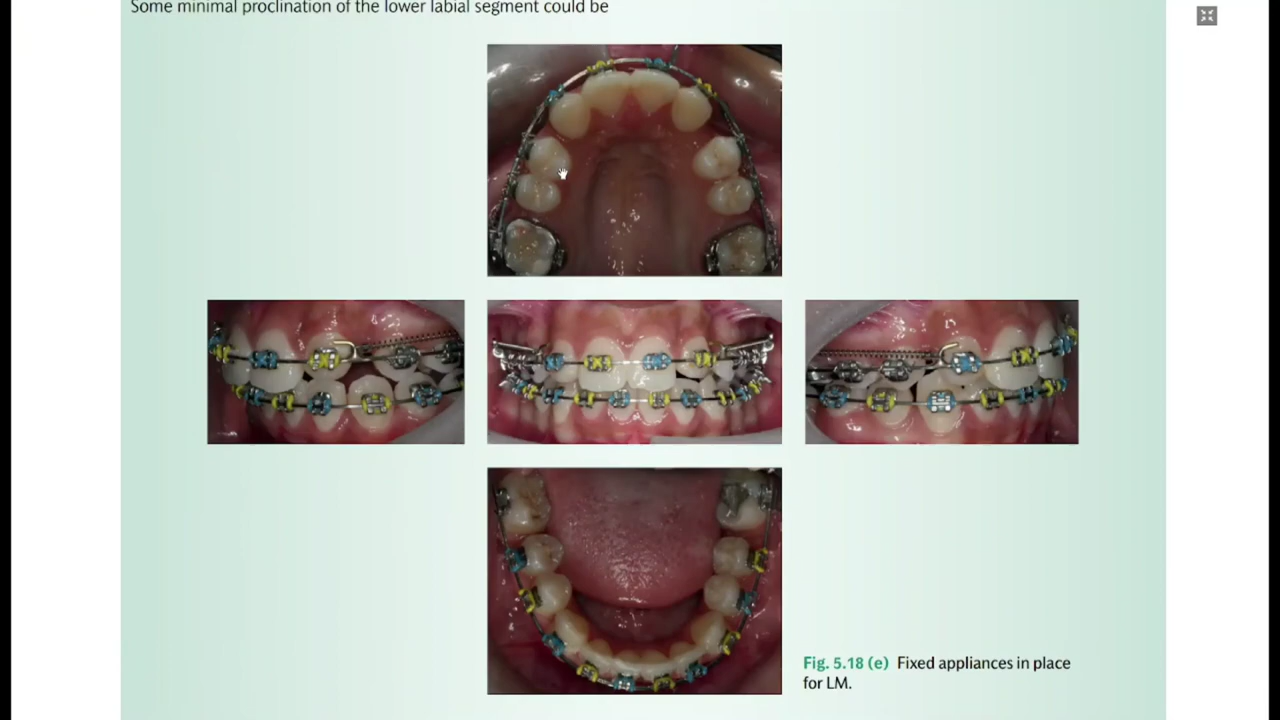 Some minimal proclination of the lower labial segment could be
Fig. 5.18 (e) Fixed appliances in place
for LM.